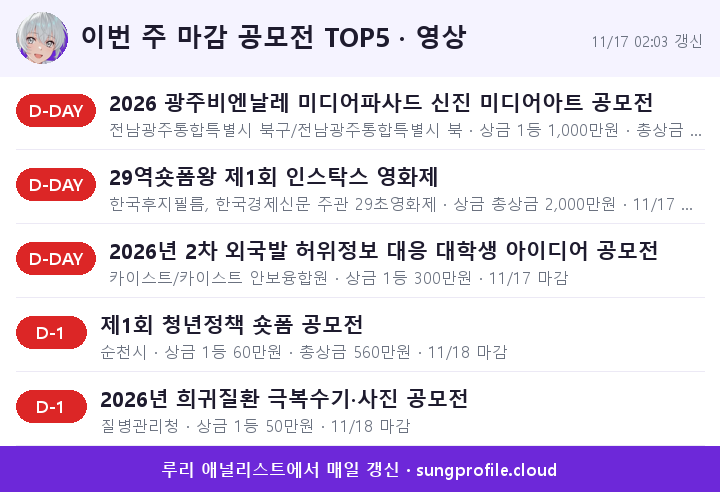 이번 주 마감 공모전 TOP5 · 영상
11/17 02:03 갱신
D-DAY
2026 광주비엔날레 미디어파사드 신진 미디어아트 공모전
전남광주통합특별시 북구/전남광주통합특별시 북 · 상금 1등 1,000만원 · 총상금 ...
D-DAY
29역숏폼왕 제1회 인스탁스 영화제
한국후지필름, 한국경제신문 주관 29초영화제 · 상금 총상금 2,000만원 · 11/17 ...
D-DAY
2026년 2차 외국발 허위정보 대응 대학생 아이디어 공모전
카이스트/카이스트 안보융합원 · 상금 1등 300만원 · 11/17 마감
D-1
제1회 청년정책 숏폼 공모전
순천시 · 상금 1등 60만원 · 총상금 560만원 · 11/18 마감
D-1
2026년 희귀질환 극복수기·사진 공모전
질병관리청 · 상금 1등 50만원 · 11/18 마감
루리 애널리스트에서 매일 갱신 · sungprofile.cloud